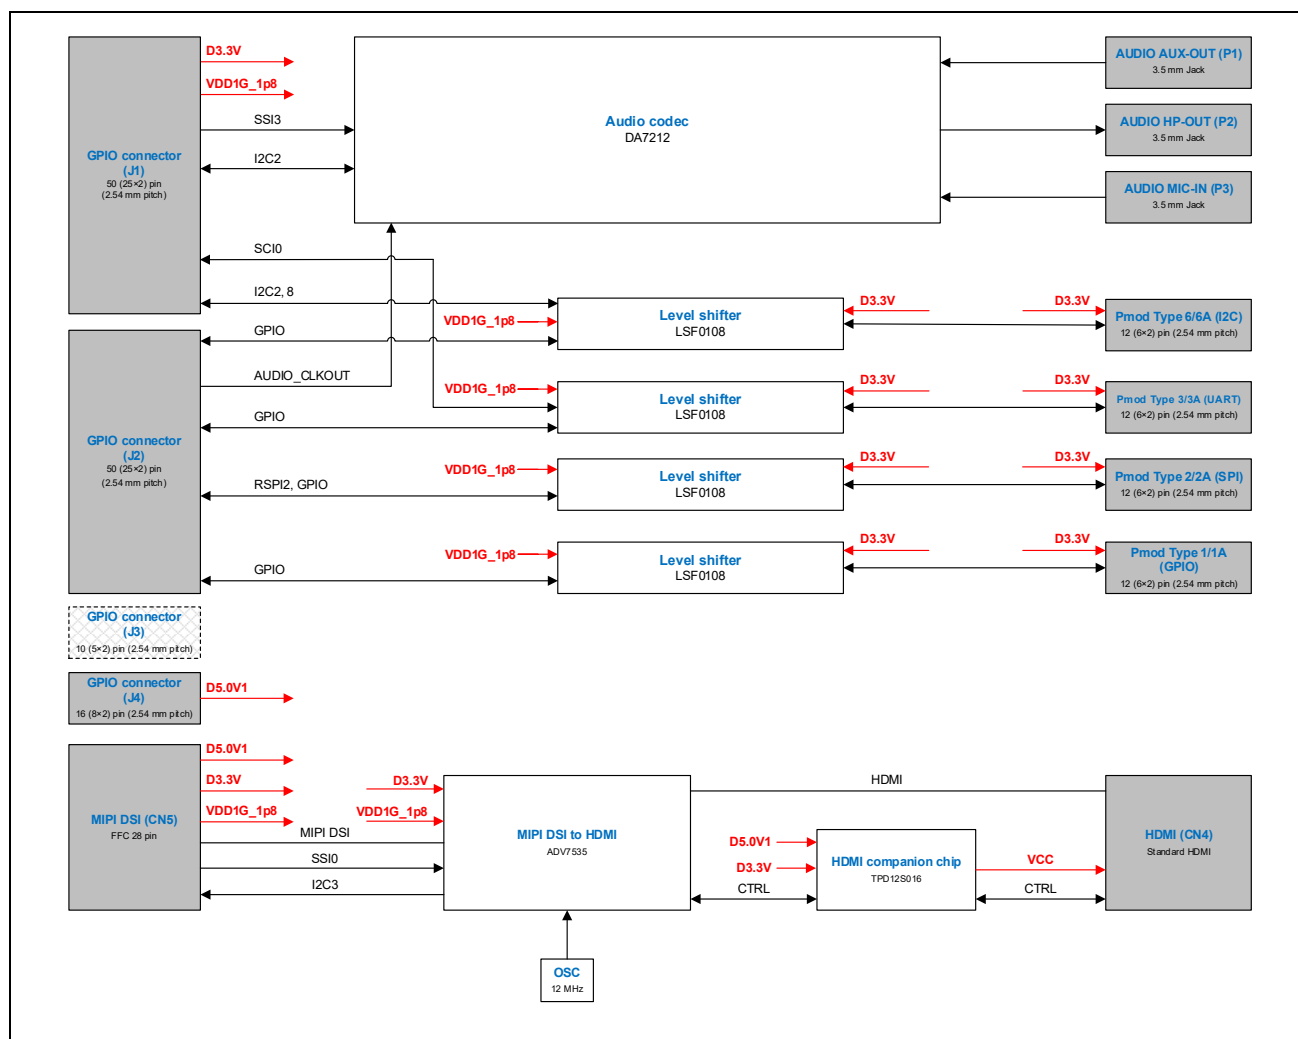 D3.3V
VDD1G_1p8
SSI3
I2C2
GPIO connector
(J1)
50 (25×2) pin
(2.54 mm pitch)
SCI0
I2C2, 8
Audio codec
DA7212
AUDIO AUX-OUT (P1)
3.5 mm Jack
AUDIO HP-OUT (P2)
3.5 mm Jack
AUDIO MIC-IN (P3)
3.5 mm Jack
GPIO
AUDIO_CLKOUT
GPIO
GPIO connector
(J2)
50 (25×2) pin
(2.54 mm pitch)
RSPI2, GPIO
GPIO
VDD1G_1p8
Level shifter
LSF0108
D3.3V
D3.3V
Pmod Type 6/6A (I2C)
12 (6×2) pin (2.54 mm pitch)
VDD1G_1p8
Level shifter
LSF0108
D3.3V
D3.3V
Pmod Type 3/3A (UART)
12 (6×2) pin (2.54 mm pitch)
VDD1G_1p8
Level shifter
LSF0108
D3.3V
D3.3V
Pmod Type 2/2A (SPI)
12 (6×2) pin (2.54 mm pitch)
VDD1G_1p8
Level shifter
LSF0108
D3.3V
D3.3V
Pmod Type 1/1A
(GPIO)
12 (6×2) pin (2.54 mm pitch)
GPIO connector
(J3)
10 (5×2) pin (2.54 mm pitch)
GPIO connector
(J4)
16 (8×2) pin (2.54 mm pitch)
D5.0V1
D5.0V1
D3.3V
VDD1G_1p8
MIPI DSI (CN5)
FFC 28 pin
MIPI DSI
SSI0
I2C3
D3.3V
VDD1G_1p8
MIPI DSI to HDMI
ADV7535
HDMI
D5.0V1
D3.3V
CTRL
HDMI companion chip
TPD12S016
VCC
CTRL
HDMI (CN4)
Standard HDMI
OSC
12 MHz